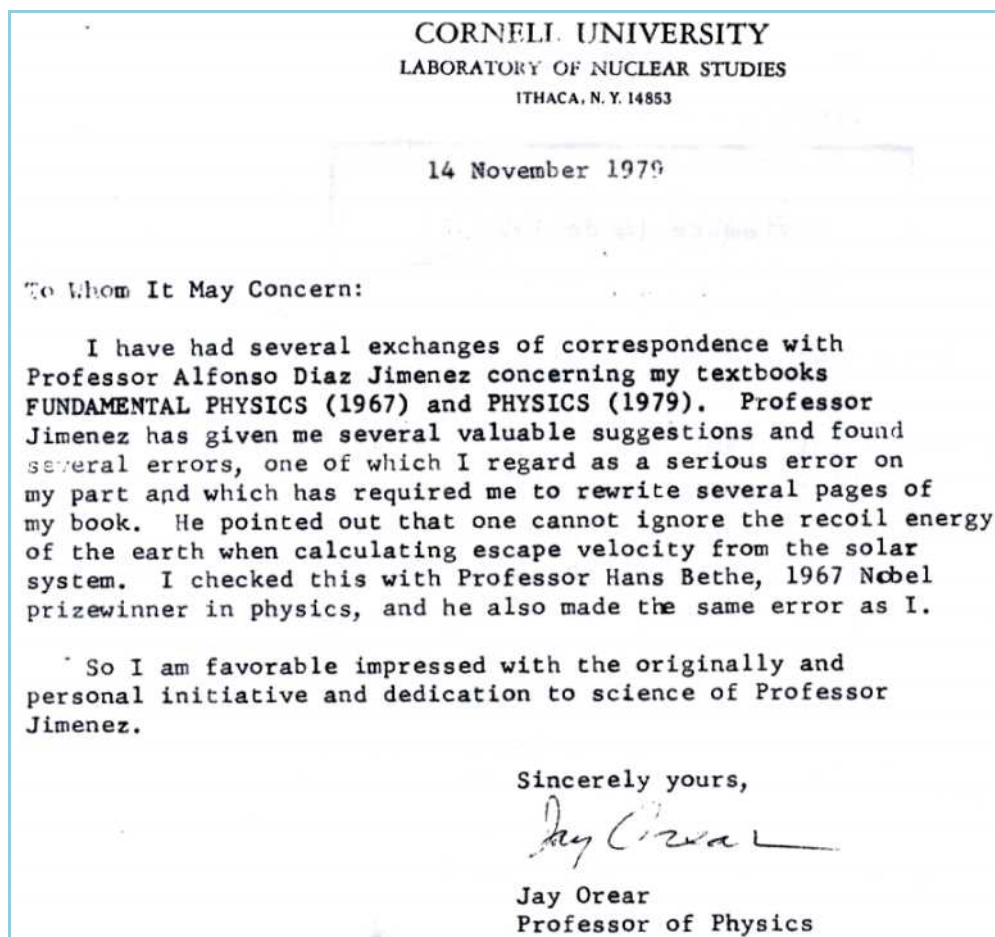 CORNELL UNIVERSITY
LABORATORY OF NUCLEAR STUDIES
ITHACA, N. Y. 14853
14 November 1979
To Whom It May Concern:
I have had several exchanges of correspondence with
Professor Alfonso Diaz Jimenez concerning my textbooks
FUNDAMENTAL PHYSICS (1967) and PHYSICS (1979). Professor
Jimenez has given me several valuable suggestions and found
several errors, one of which I regard as a serious error on
my part and which has required me to rewrite several pages of
my book. He pointed out that one cannot ignore the recoil energy
of the earth when calculating escape velocity from the solar
system. I checked this with Professor Hans Bethe, 1967 Nobel
prizewinner in physics, and he also made the same error as I.
So I am favorable impressed with the originally and
personal initiative and dedication to science of Professor
Jimenez.
Sincerely yours,
Jay Orear
Jay Orear
Professor of Physics